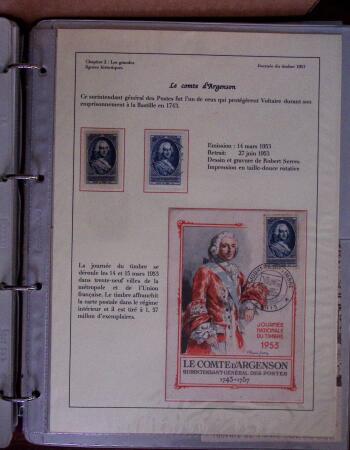 Chapitre 2 : Les grandes
figures historiques
Journée du timbre 1953
Le comte d'Argenson
Ce surintendant général des Postes fut l'un de ceux qui protégèrent Voltaire durant son
emprisonnement à la Bastille en 1743.
Emission : 14 mars 1953
Retrait: 27 juin 1953
Dessin et gravure de Robert Serres
Impression en taille-douce rotative
La journée du timbre se
déroule les 14 et 15 mars 1953
dans trente-neuf villes de la
métropole et de l'Union
française. Le timbre affranchit
la carte postale dans le régime
intérieur et il est tiré à 1, 57
million d'exemplaires.
JOURNÉE
NATIONALE
DU TIMBRE
1953
LE COMTE D'ARGENSON
SURINTENDANT GÉNÉRAL DES POSTES
1743-1757